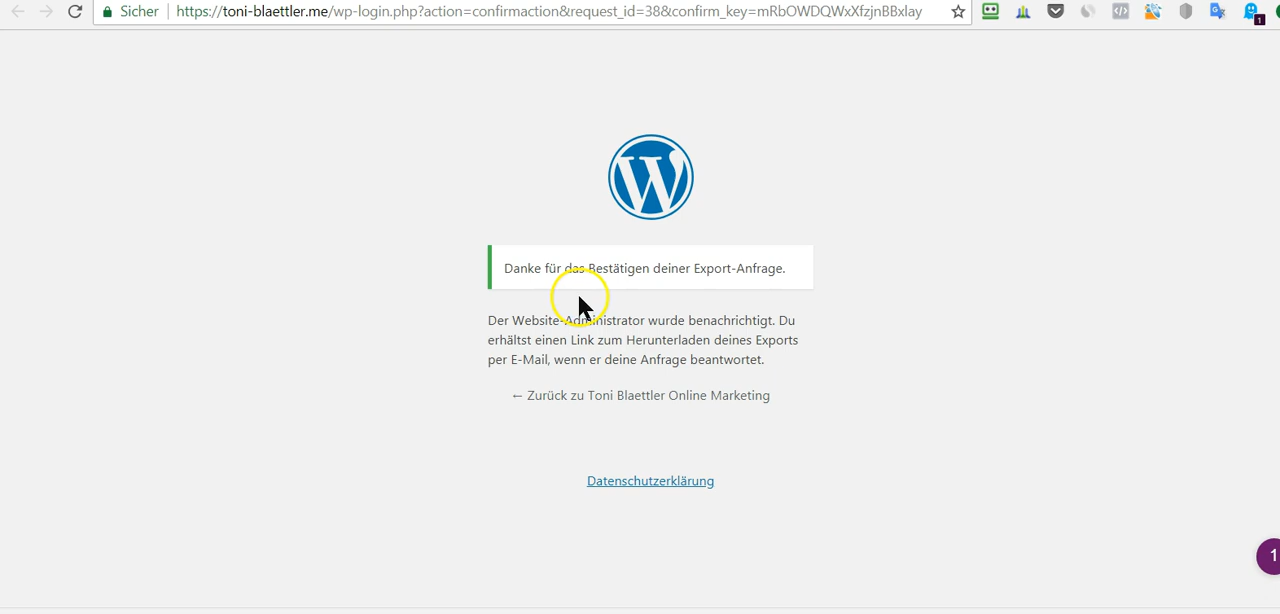 Sicher https://toni-blaettler.me/wp-login.php?action=confirmaction&request_id=38&confirm_key=mRbOWDQWxXfzjnBBxlay
1
Danke für das Bestätigen deiner Export-Anfrage.
Der Website-Administrator wurde benachrichtigt. Du
erhältst einen Link zum Herunterladen deines Exports
per E-Mail, wenn er deine Anfrage beantwortet.
← Zurück zu Toni Blaettler Online Marketing
Datenschutzerklärung
1